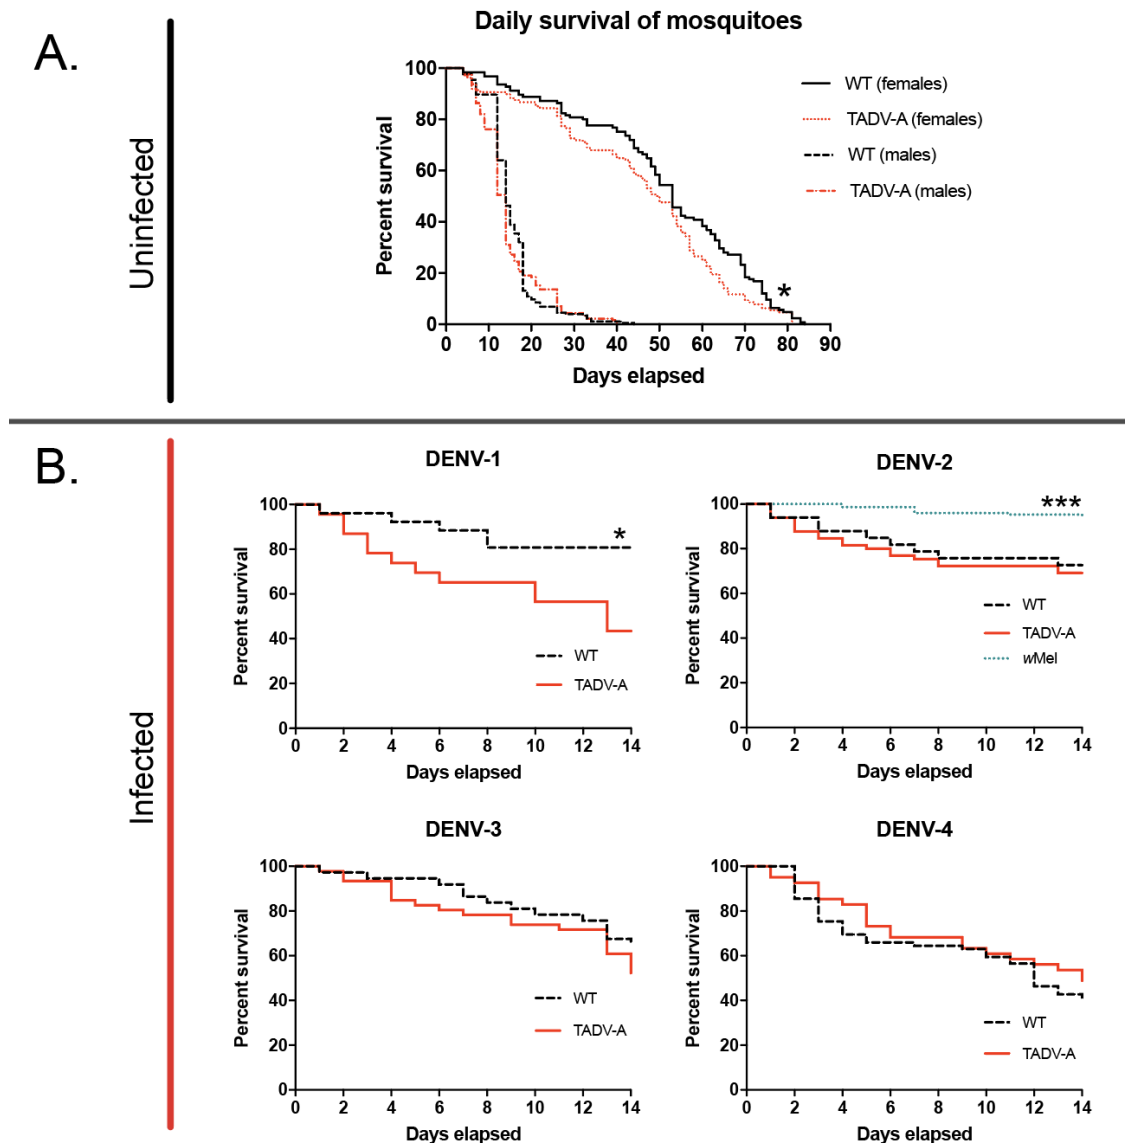 A.
Uninfected
Daily survival of mosquitoes
Percent survival
100
80
60
40
20
0
0 10 20 30 40 50 60 70 80 90
Days elapsed
*
WT (females)
TADV-A (females)
WT (males)
TADV-A (males)
B.
Infected
DENV-1
Percent survival
100
80
60
40
20
0
0 2 4 6 8 10 12 14
Days elapsed
*
WT
TADV-A
DENV-2
Percent survival
100
80
60
40
20
0
0 2 4 6 8 10 12 14
Days elapsed
***
WT
TADV-A
wMel
DENV-3
Percent survival
100
80
60
40
20
0
0 2 4 6 8 10 12 14
Days elapsed
WT
TADV-A
DENV-4
Percent survival
100
80
60
40
20
0
0 2 4 6 8 10 12 14
Days elapsed
WT
TADV-A